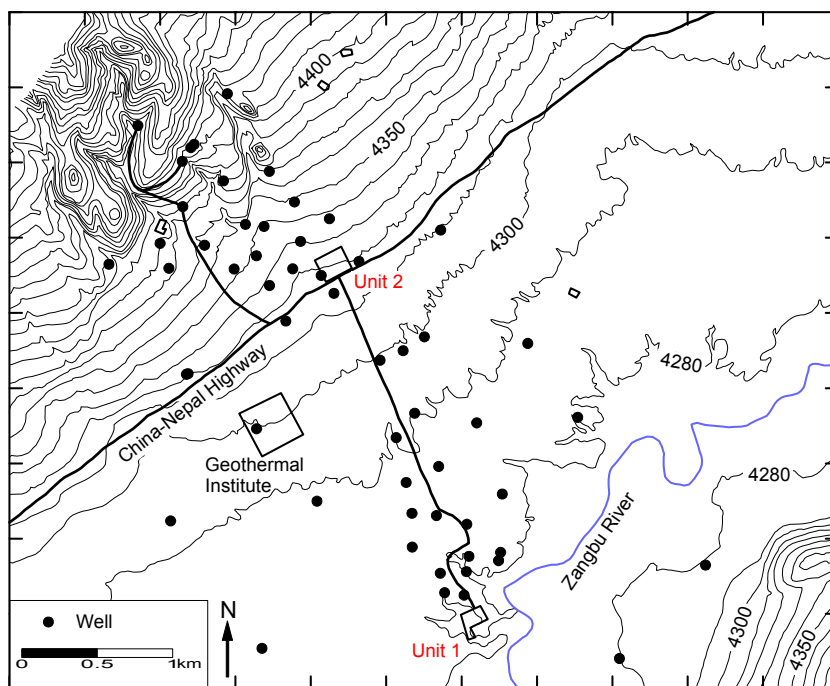 4400
4350
4300
Unit 2
4280
China-Nepal Highway
Geothermal
Institute
4280
Zangbu River
Well
N
0
0.5
1km
Unit 1
4300
4350